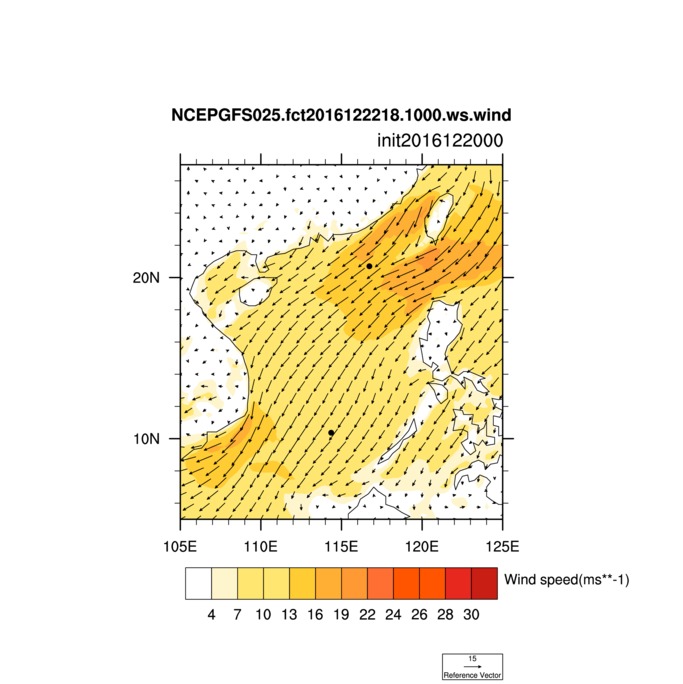 NCEPGFS025.fct2016122218.1000.ws.wind
init2016122000
20N
10N
105E 110E 115E 120E 125E
Wind speed(ms**-1)
4 7 10 13 16 19 22 24 26 28 30
15
Reference Vector